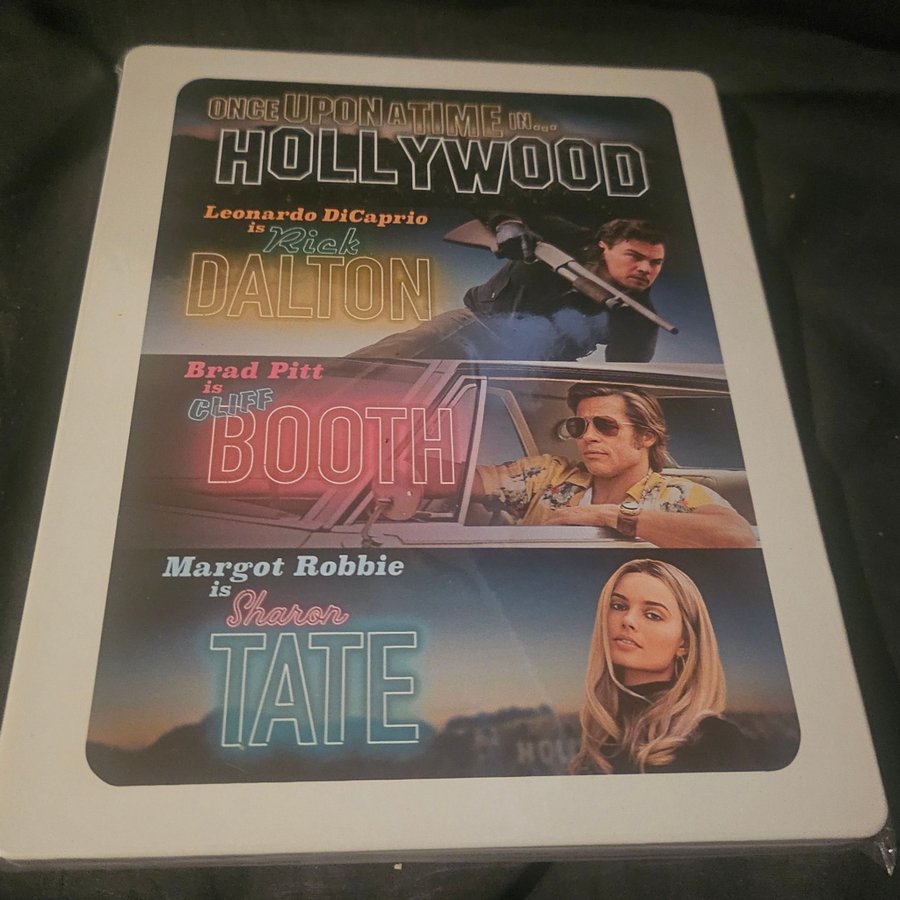 ONCE UPON A TIME IN...
HOLLYWOOD
Leonardo DiCaprio
is Rick
DALTON
Brad Pitt
is
CLIFF
BOOTH
Margot Robbie
is
Sharon
TATE
HOLL